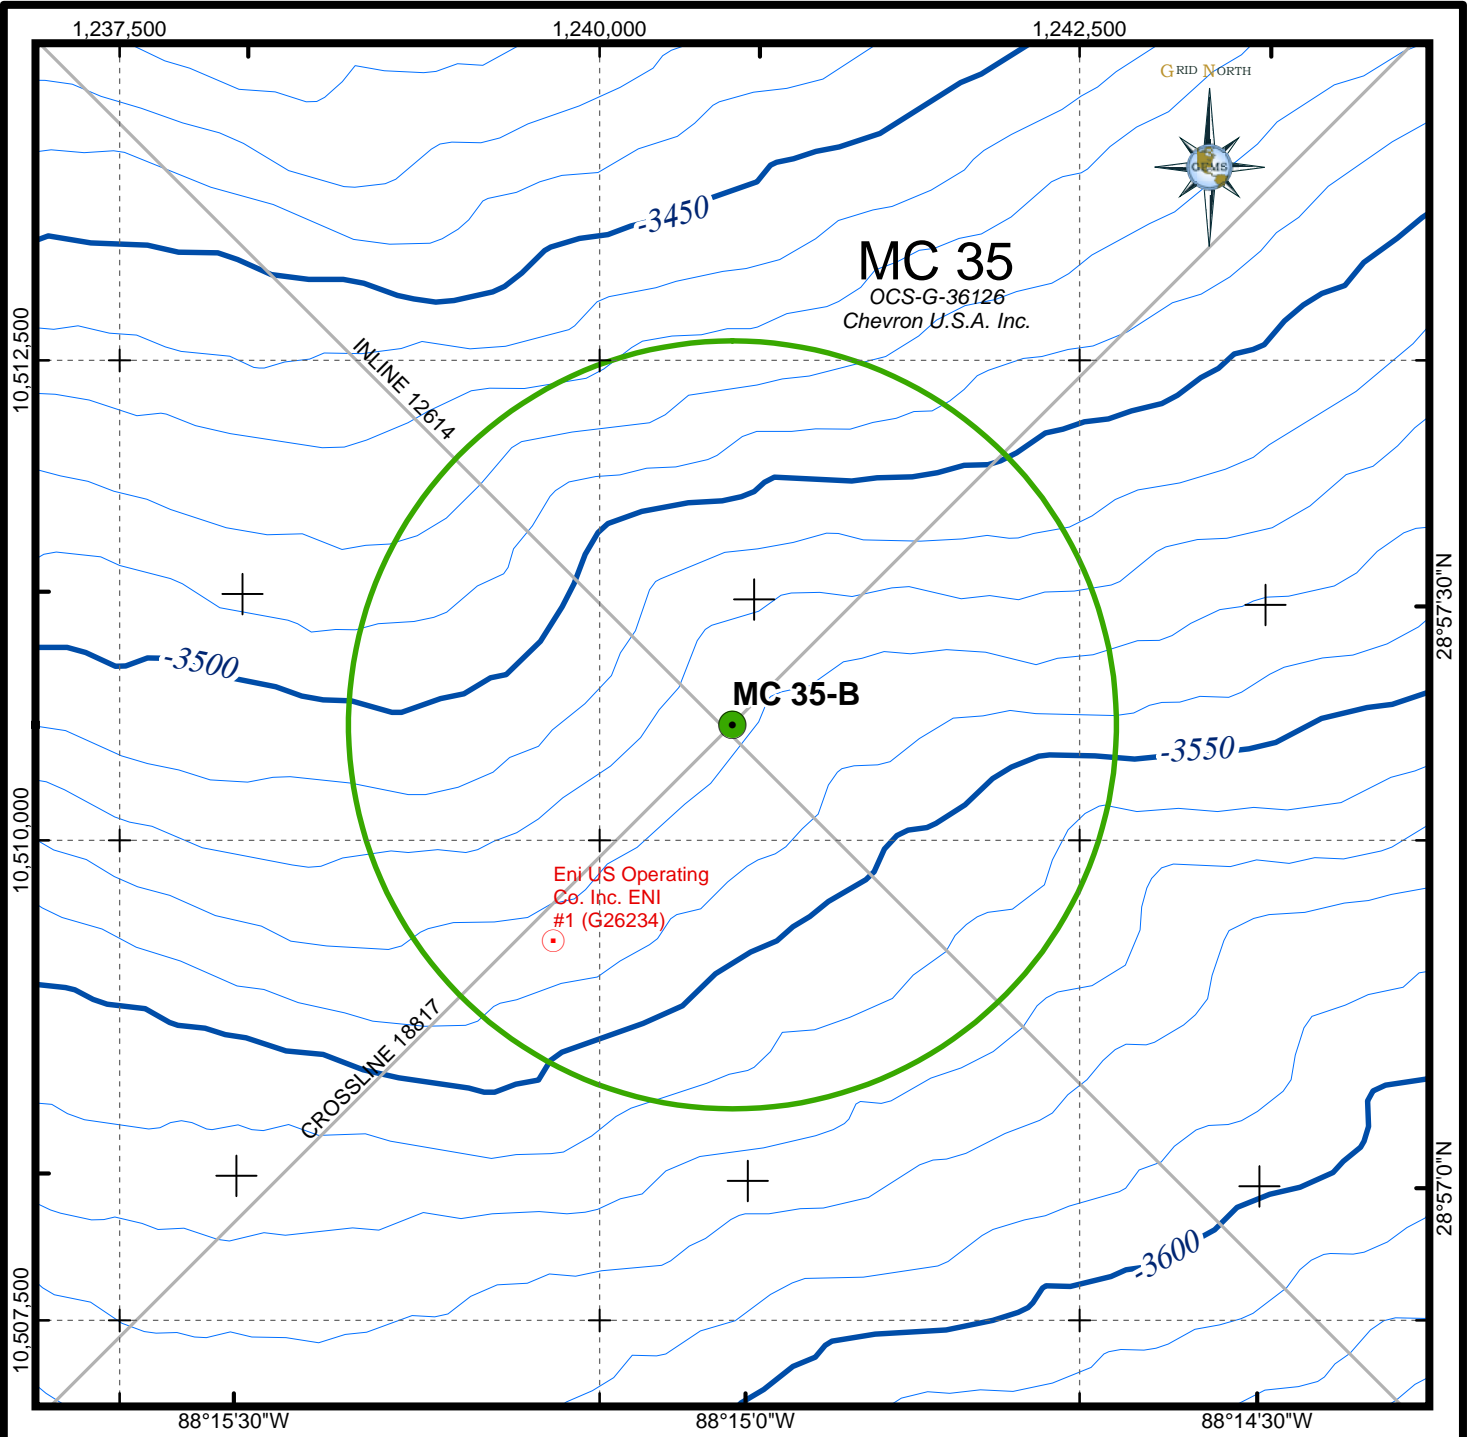 1,237,500
1,240,000
1,242,500
GRID NORTH
GEMS
-3450
MC 35
OCS-G-36126
Chevron U.S.A. Inc.
10,512,500
INLINE 12614
28°57'30"N
-3500
MC 35-B
-3550
10,510,000
Eni US Operating
Co. Inc. ENI
#1 (G26234)
CROSSLINE 18817
28°57'0"N
-3600
10,507,500
88°15'30"W
88°15'0"W
88°14'30"W